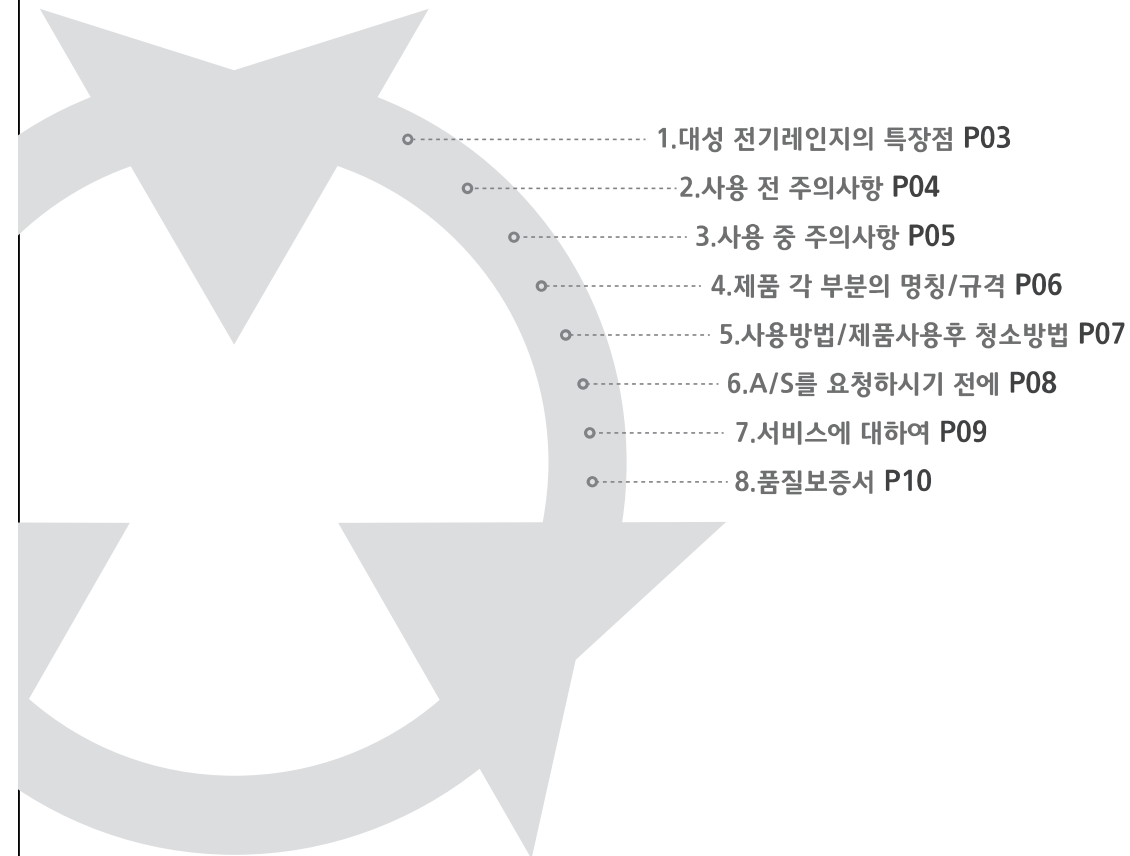 1.대성 전기레인지의 특장점 P03
2.사용 전 주의사항 P04
3.사용 중 주의사항 P05
4.제품 각 부분의 명칭/규격 P06
5.사용방법/제품사용후 청소방법 P07
6.A/S를 요청하시기 전에 P08
7.서비스에 대하여 P09
8.품질보증서 P10